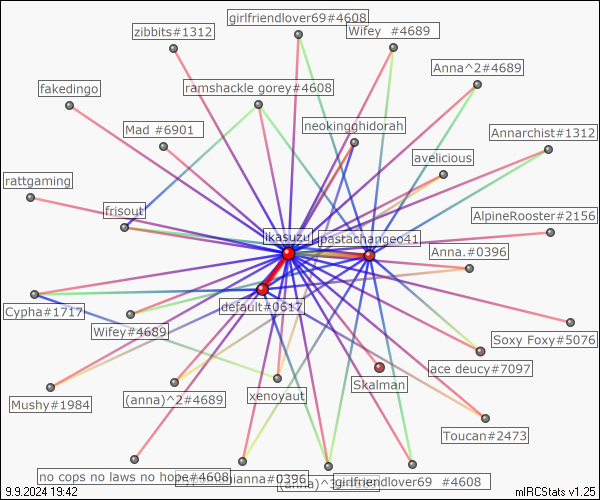 girlfriendlover69#4608
zibbits#1312
Wifey #4689
Anna^2#4689
fakedingo
ramshackle gorey#4608
neokingghidorah
Mad #6901
Annarchist#1312
avelicious
rattgaming
frisout
AlpineRooster#2156
Ikasuzu
pastachangeo41
Anna.#0396
default#0617
Cypha#1717
Wifey#4689
Soxy Foxy#5076
ace deucy#7097
Skalman
Mushy#1984
(anna)^2#4689
xenoyaut
Toucan#2473
no cops no laws no hope#4608
anna#0396
(anna)^3
girlfriendlover69 #4608
9.9.2024 19:42
mIRCStats v1.25